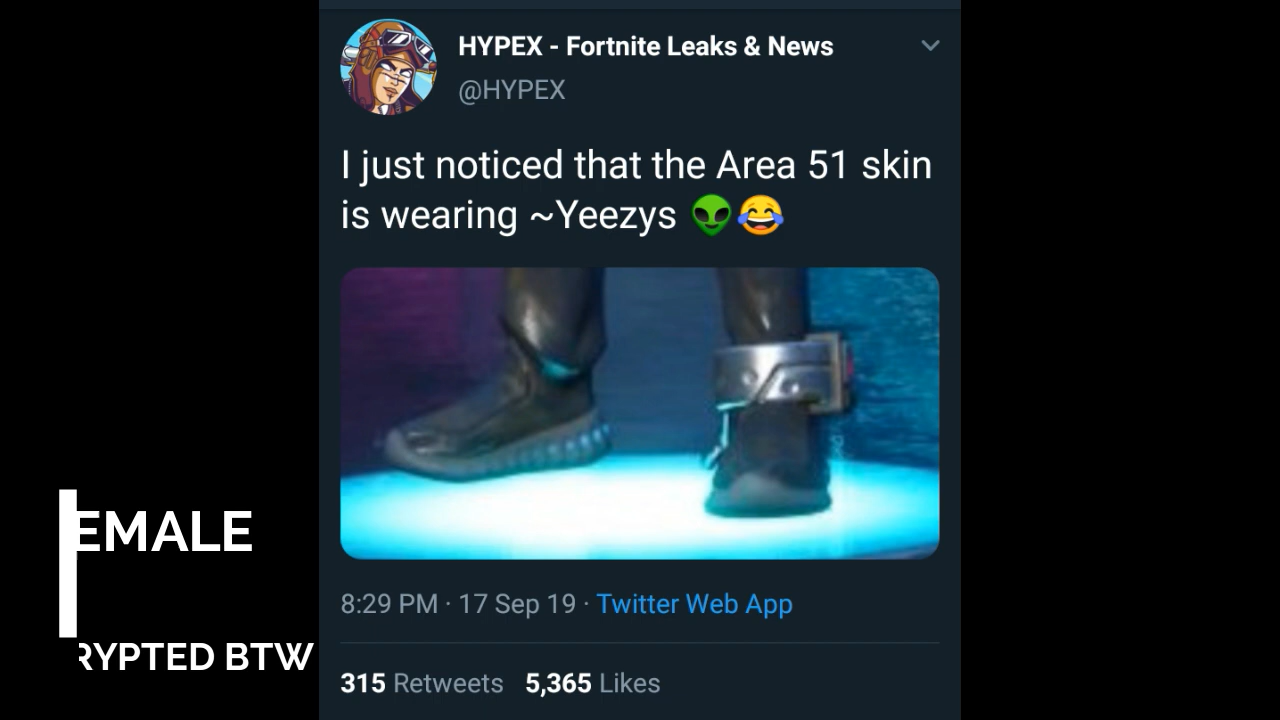 HYPEX - Fortnite Leaks & News
@HYPEX
I just noticed that the Area 51 skin
is wearing ~Yeezys 👽😂
8:29 PM · 17 Sep 19 · Twitter Web App
315 Retweets 5,365 Likes
EMALE
RYPTED BTW